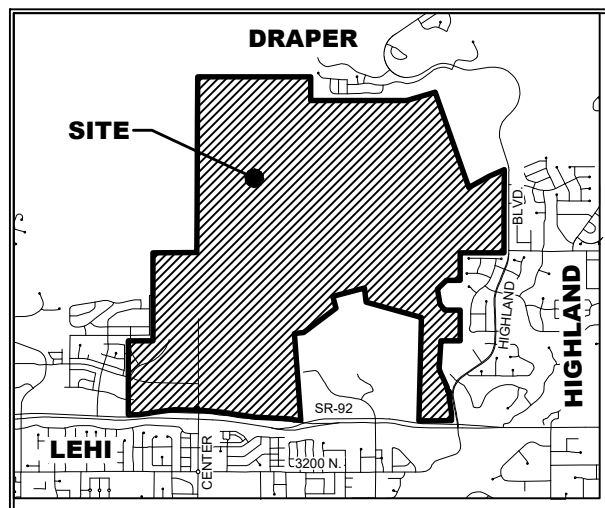 DRAPER
SITE
BLVD.
HIGHLAND
HIGHLAND
SR-92
LEHI
CENTER
3200 N.